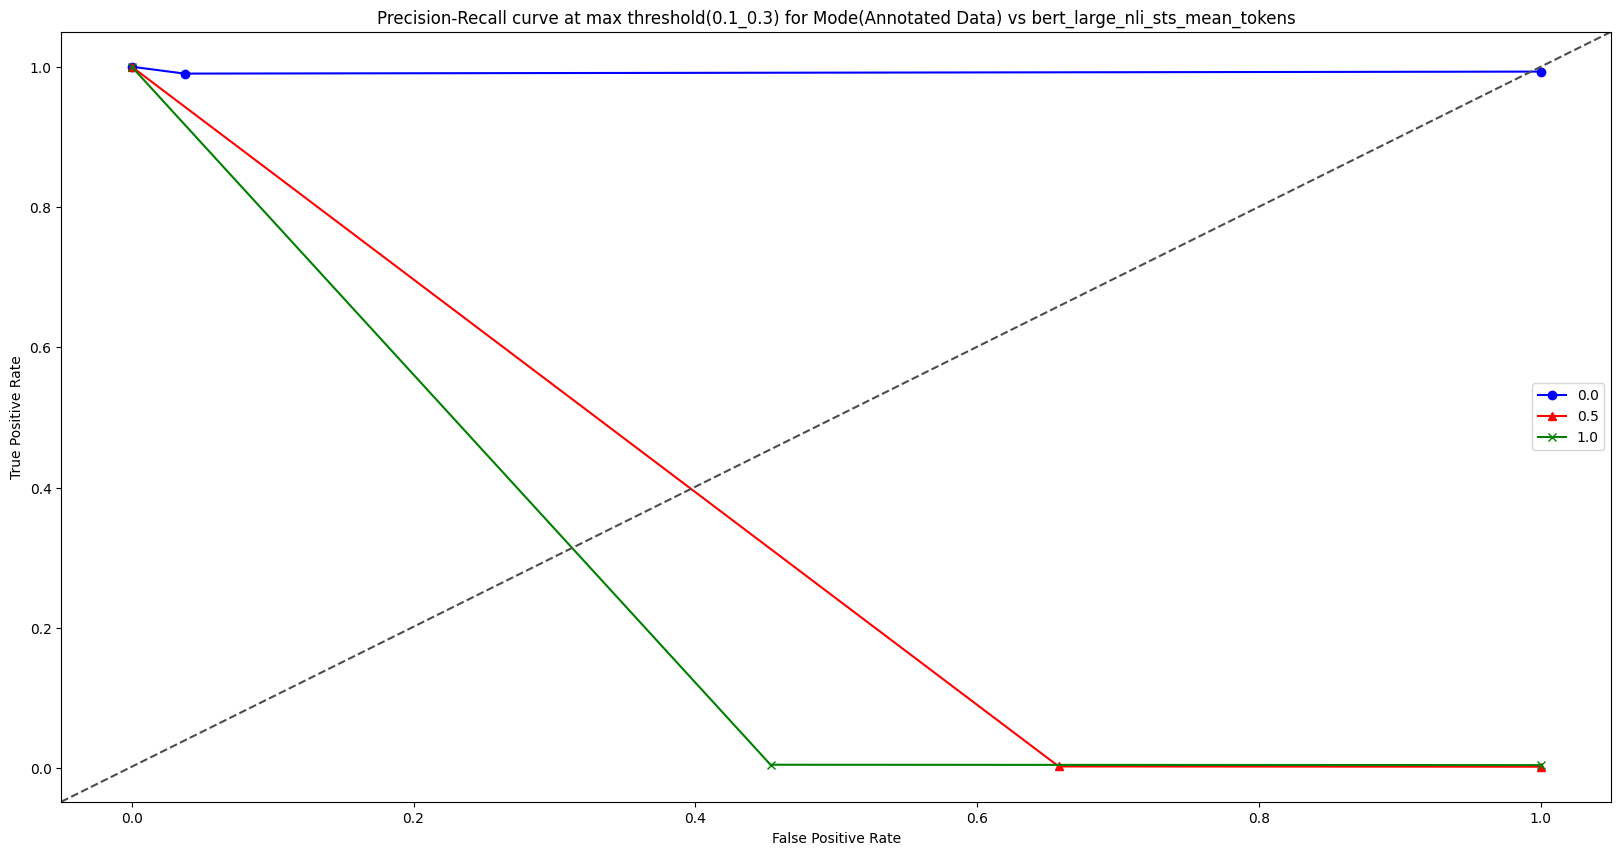 Precision-Recall curve at max threshold(0.1_0.3) for Mode(Annotated Data) vs bert_large_nli_sts_mean_tokens
True Positive Rate
1.0
0.8
0.6
0.4
0.2
0.0
0.0
0.5
1.0
0.0 0.2 0.4 0.6 0.8 1.0
False Positive Rate